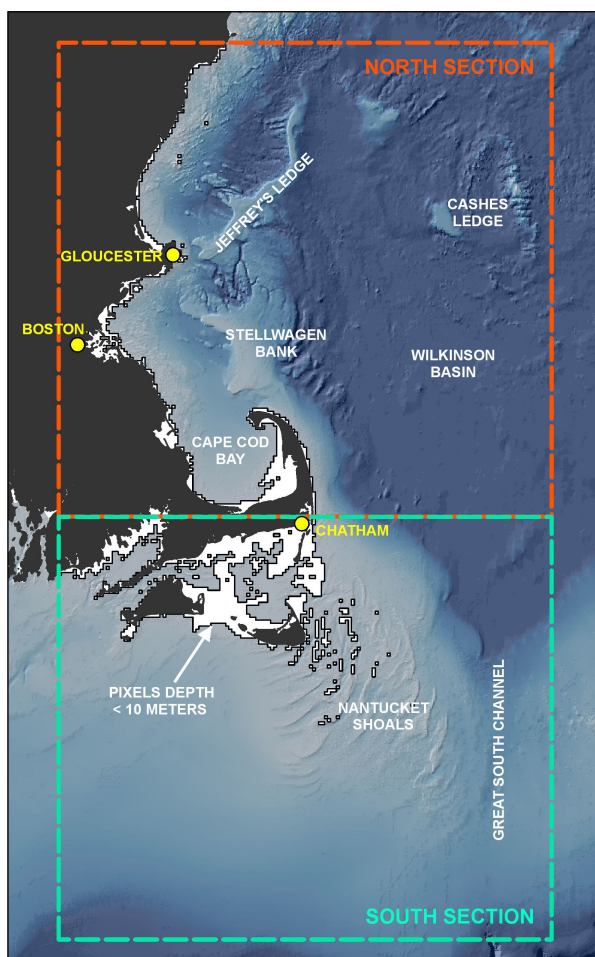 NORTH SECTION
JEFFREY'S LEDGE
CASHES
LEDGE
GLOUCESTER
BOSTON
STELLWAGEN
BANK
WILKINSON
BASIN
CAPE COD
BAY
CHATHAM
PIXELS DEPTH
< 10 METERS
NANTUCKET
SHOALS
GREAT SOUTH CHANNEL
SOUTH SECTION